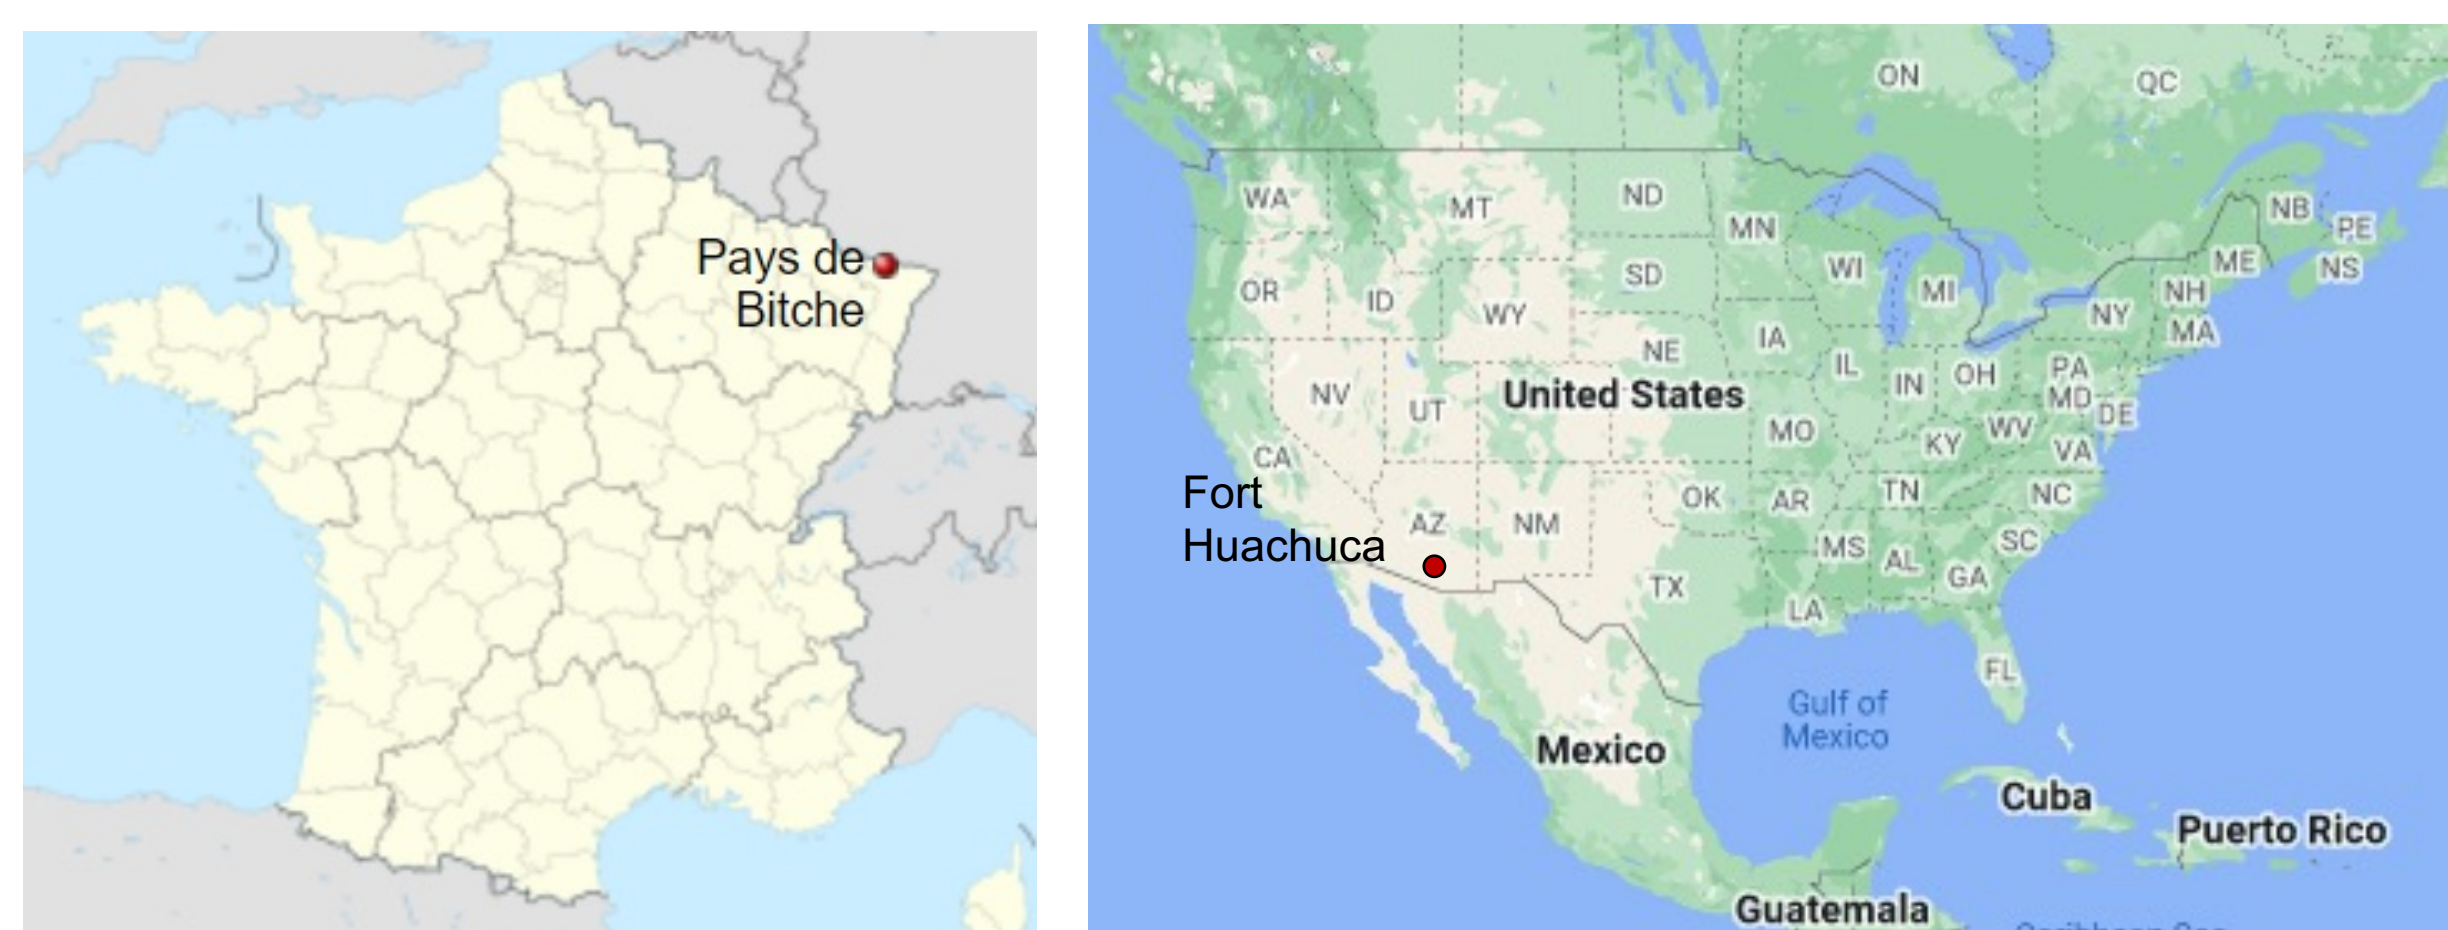 Pays de
Bitche
ON
QC
WA
MT
ND
MN
NB
PE
OR
ID
SD
WI
MI
ME
NS
WY
NH
NY
MA
NE
IA
IL
IN
OH
PA
MD
DE
NV
UT
United States
MO
KY
WV
VA
CA
Fort
Huachuca
AZ
NM
OK
AR
TN
NC
MS
AL
GA
SC
TX
LA
FL
Gulf of
Mexico
Mexico
Cuba
Puerto Rico
Guatemala